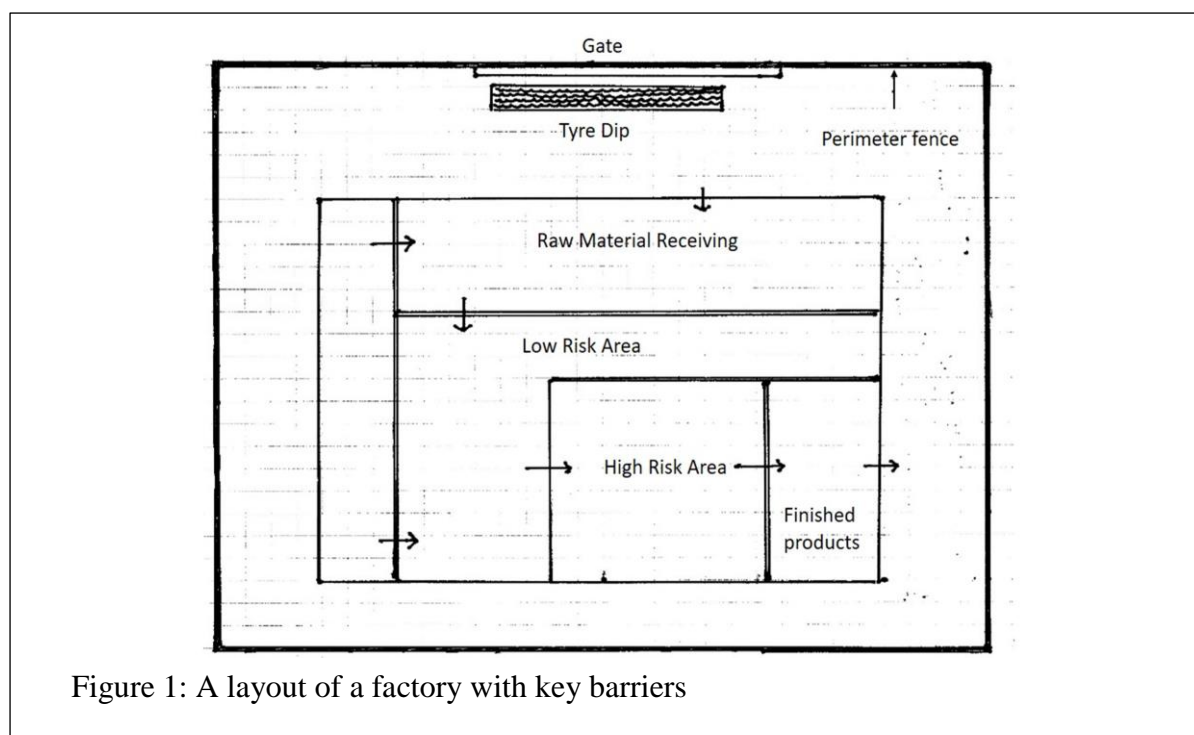 Gate
Tyre Dip
Perimeter fence
Raw Material Receiving
Low Risk Area
High Risk Area
Finished
products
Figure 1: A layout of a factory with key barriers